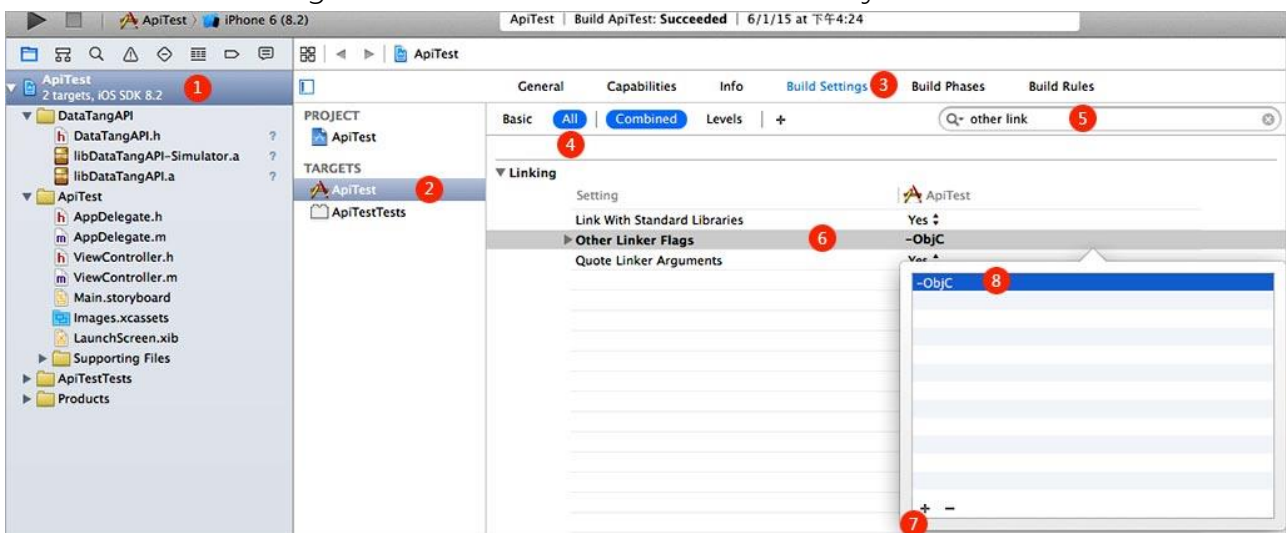 ApiTest
iPhone 6 (8.2)
ApiTest | Build ApiTest: Succeeded | 6/1/15 at 下午4:24
ApiTest
ApiTest
2 targets, iOS SDK 8.2
1
General
Capabilities
Info
Build Settings
3
Build Phases
Build Rules
DataTangAPI
DataTangAPI.h ?
libDataTangAPI-Simulator.a ?
libDataTangAPI.a ?
ApiTest
AppDelegate.h
AppDelegate.m
ViewController.h
ViewController.m
Main.storyboard
Images.xcassets
LaunchScreen.xib
Supporting Files
ApiTestTests
Products
PROJECT
ApiTest
TARGETS
ApiTest
2
ApiTestTests
Basic
All
Combined
Levels
+
other link
5
4
Linking
Setting
ApiTest
Link With Standard Libraries
Yes
Other Linker Flags
6
-ObjC
Quote Linker Arguments
-ObjC
8
+ −
7